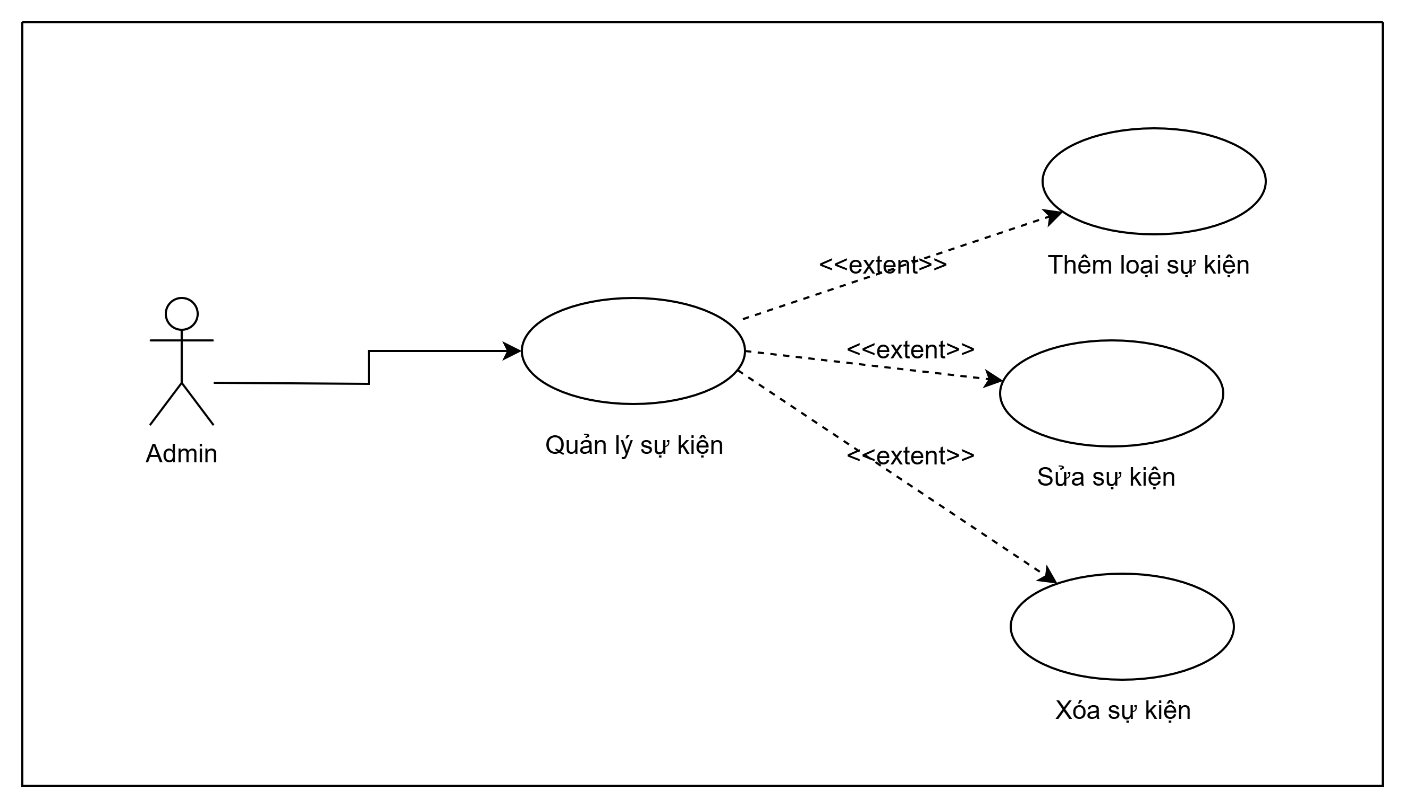 <<extent>>
Thêm loại sự kiện
<<extent>>
Quản lý sự kiện
Admin
<<extent>>
Sửa sự kiện
Xóa sự kiện